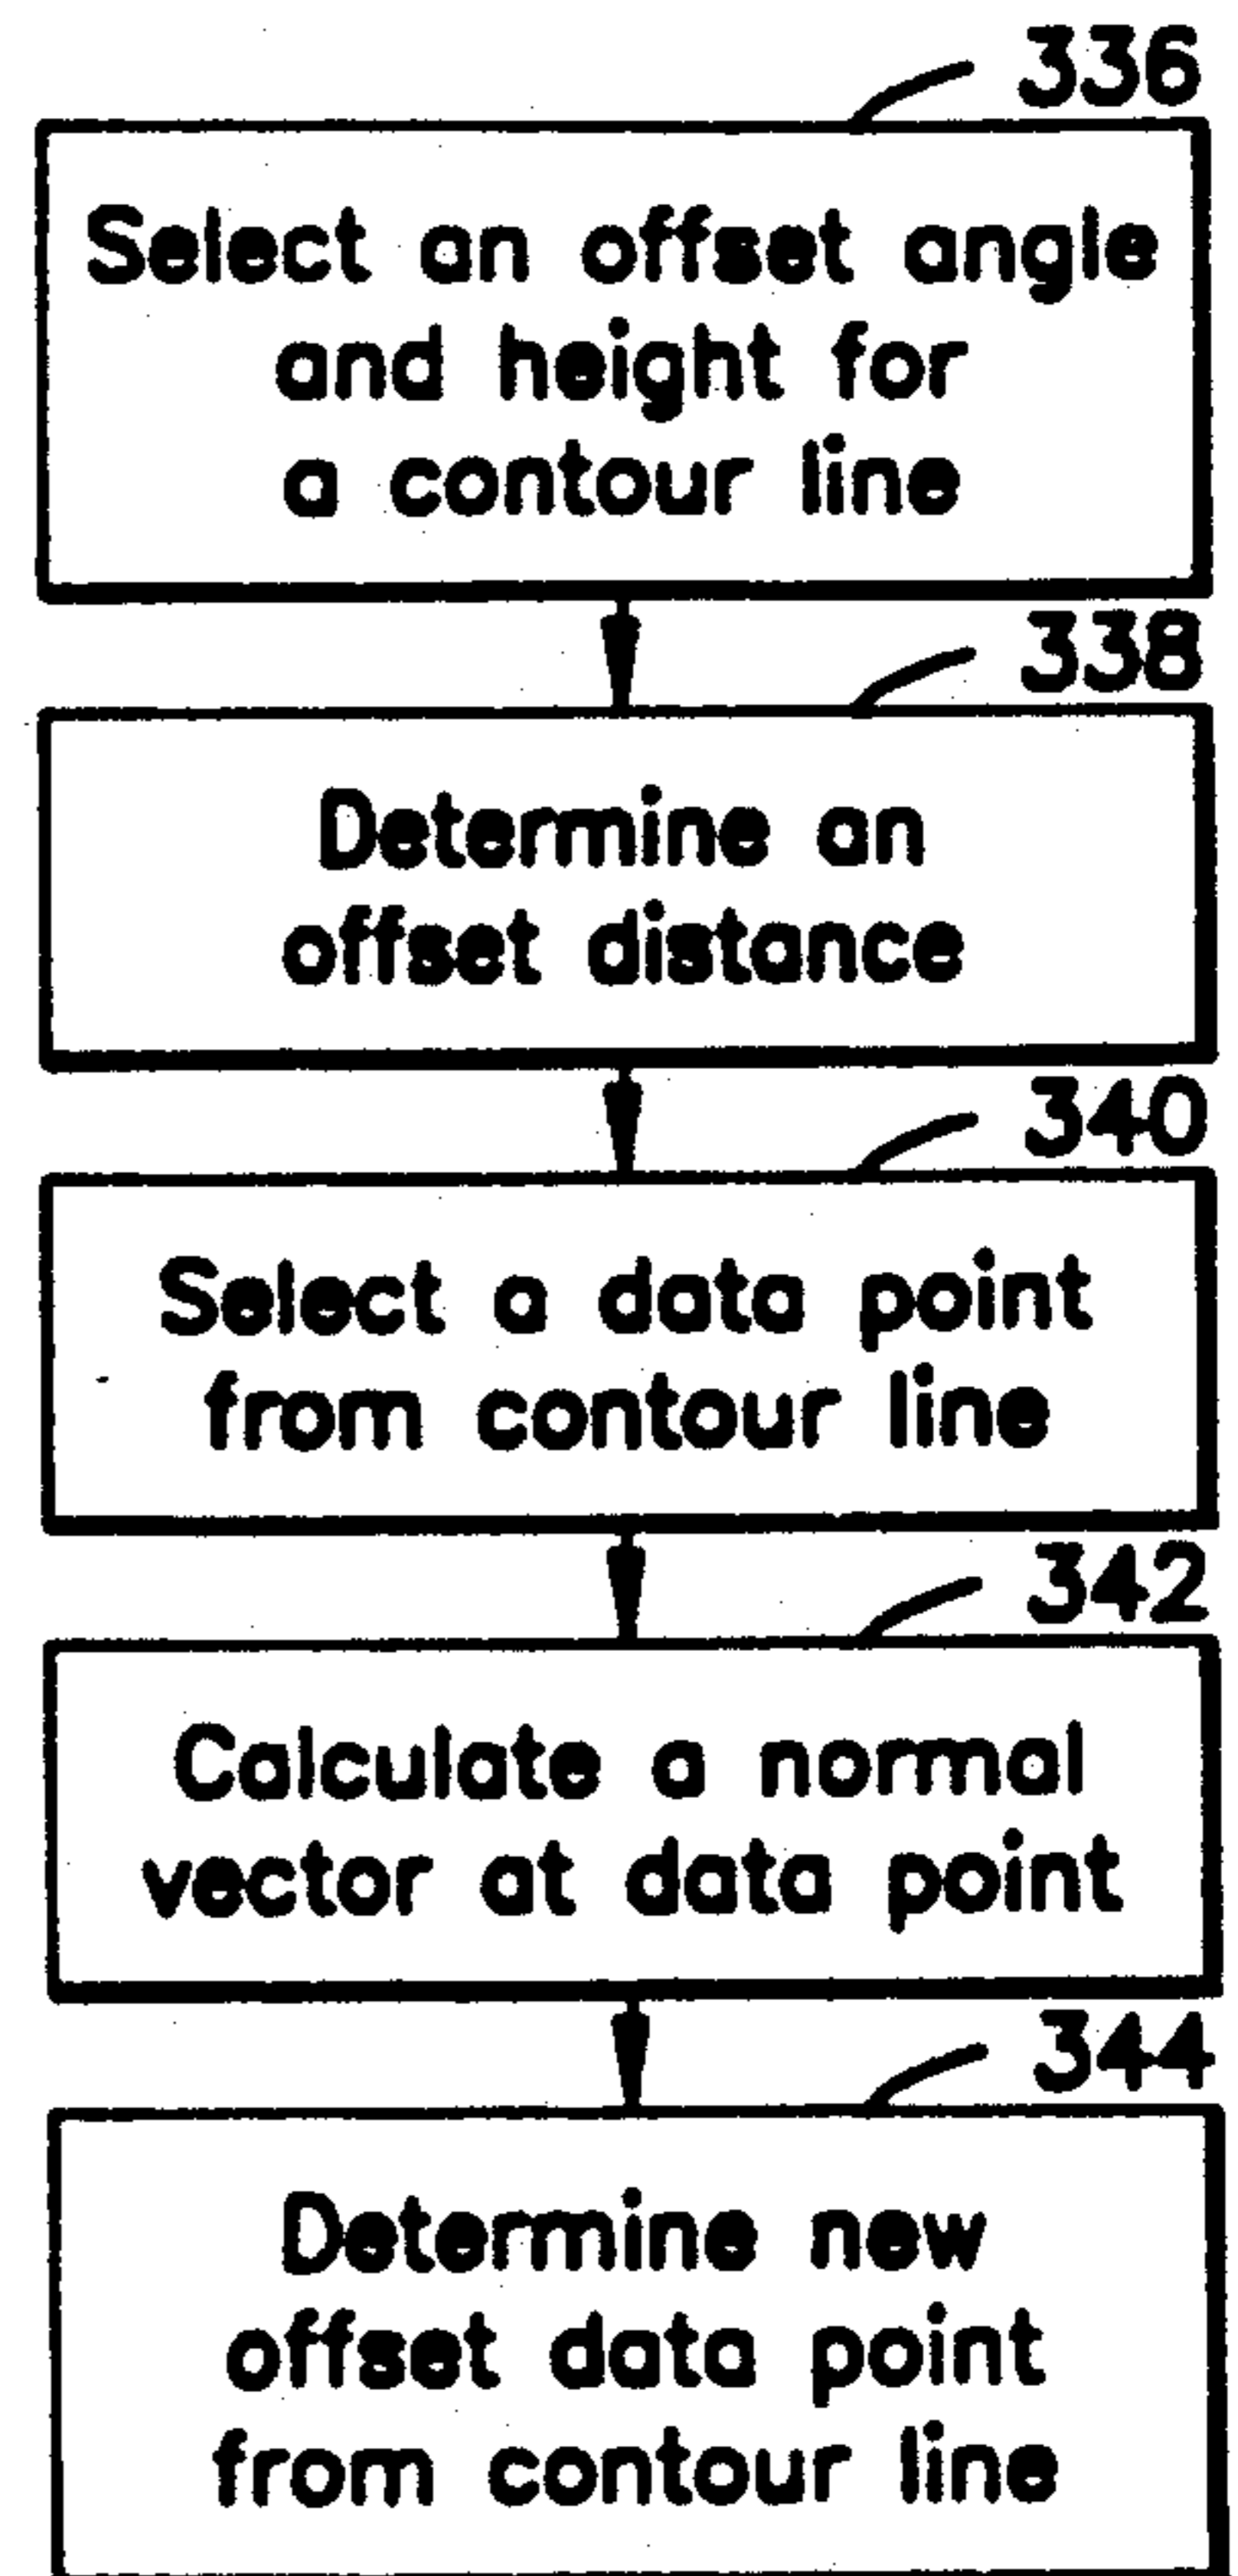 336
Select an offset angle
and height for
a contour line
338
Determine an
offset distance
340
Select a data point
from contour line
342
Calculate a normal
vector at data point
344
Determine new
offset data point
from contour line